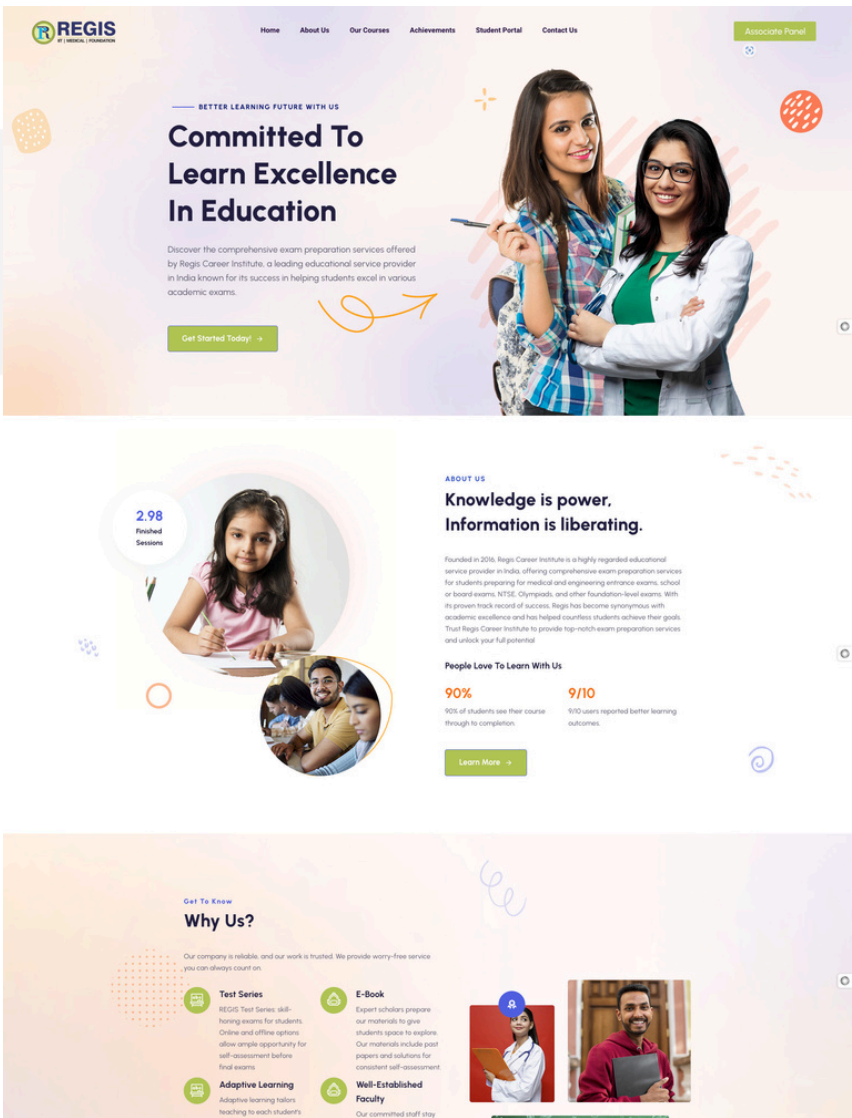 REGIS
IIT | MEDICAL | FOUNDATION
Home
About Us
Our Courses
Achievements
Student Portal
Contact Us
Associate Panel
BETTER LEARNING FUTURE WITH US
Committed To
Learn Excellence
In Education
Discover the comprehensive exam preparation services offered
by Regis Career Institute, a leading educational service provider
in India known for its success in helping students excel in various
academic exams.
Get Started Today! →
2.98
Finished
Sessions
ABOUT US
Knowledge is power,
Information is liberating.
Founded in 2016, Regis Career Institute is a highly regarded educational
service provider in India, offering comprehensive exam preparation services
for students preparing for medical and engineering entrance exams, school
or board exams, NTSE, Olympiads, and other foundation-level exams. With
its proven track record of success, Regis has become synonymous with
academic excellence and has helped countless students achieve their goals.
Trust Regis Career Institute to provide top-notch exam preparation services
and unlock your full potential
People Love To Learn With Us
90%
90% of students see their course
through to completion.
9/10
9/10 users reported better learning
outcomes.
Learn More →
Get To Know
Why Us?
Our company is reliable, and our work is trusted. We provide worry-free service
you can always count on.
Test Series
REGIS Test Series: skill-
honing exams for students.
Online and offline options
allow ample opportunity for
self-assessment before
final exams
E-Book
Expert scholars prepare
our materials to give
students space to explore.
Our materials include past
papers and solutions for
consistent self-assessment.
Adaptive Learning
Adaptive learning tailors
teaching to each student's
Well-Established
Faculty
Our committed staff stay